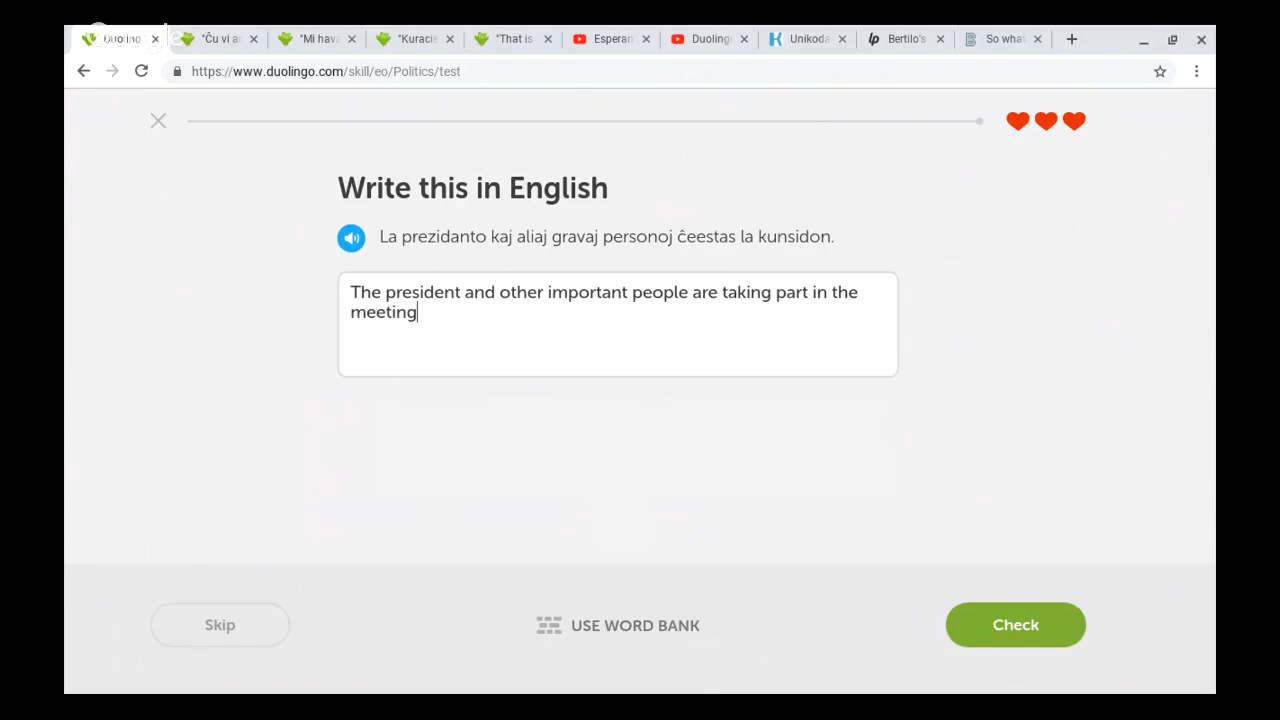 Duolingo
"Ĉu vi a
"Mi hava
"Kuracis
"That is
Esperan
Duoling
Unikoda
Bertilo's
So what
https://www.duolingo.com/skill/eo/Politics/test
Write this in English
La prezidanto kaj aliaj gravaj personoj ĉeestas la kunsidon.
The president and other important people are taking part in the
meeting
Skip
USE WORD BANK
Check